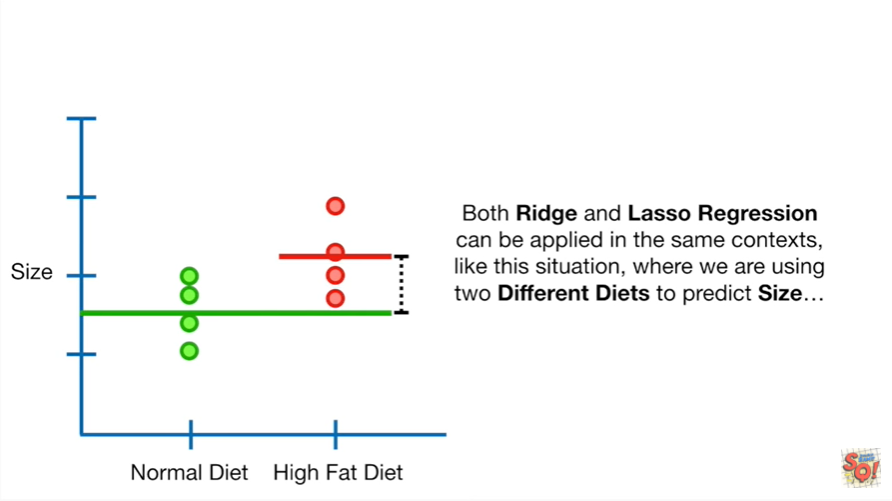 Both Ridge and Lasso Regression
can be applied in the same contexts,
like this situation, where we are using
two Different Diets to predict Size…
Size
Normal Diet
High Fat Diet
SQ!